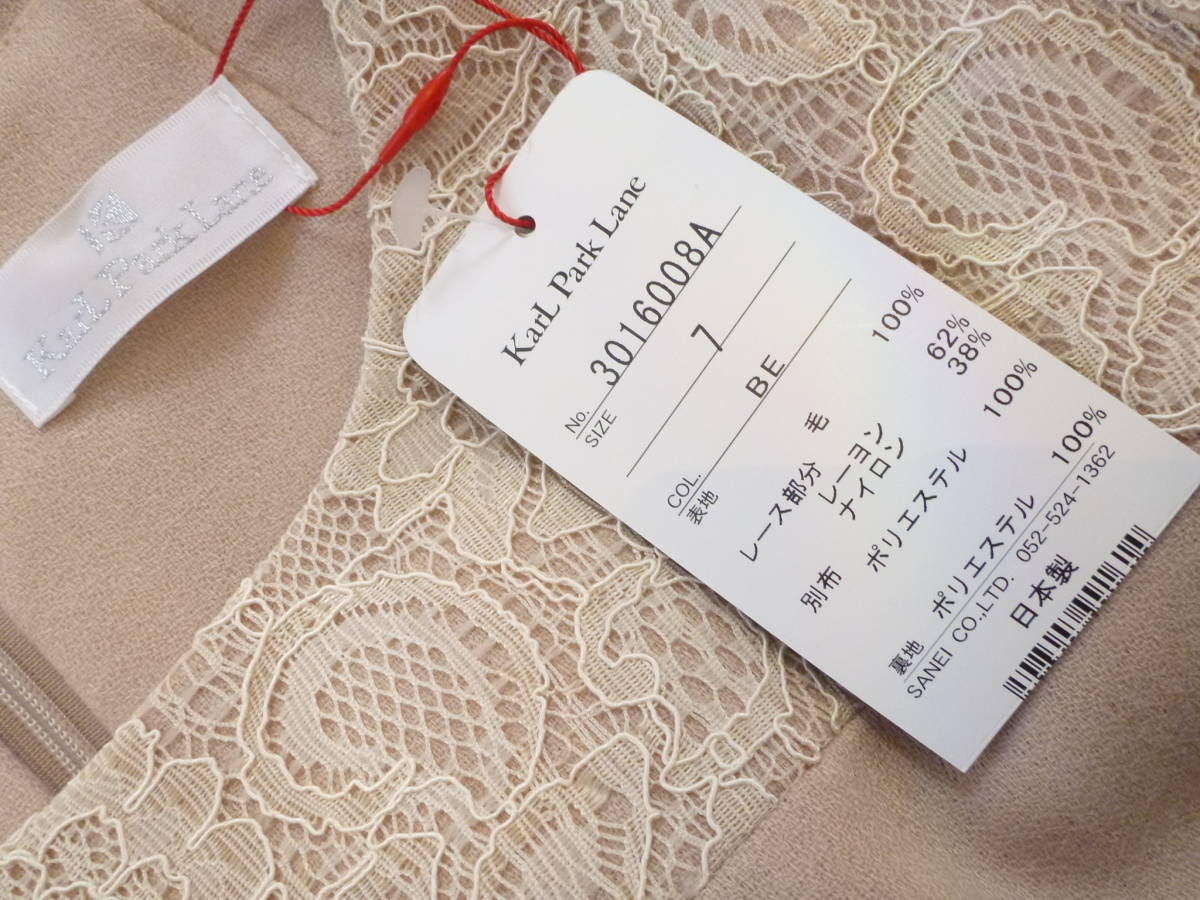 KarL Park Lane
KarL Park Lane
No. 30160008A
SIZE 7
COL. BE
表地 毛 100%
レース部分 レーヨン 62%
ナイロン 38%
別布 ポリエステル 100%
裏地 ポリエステル 100%
SANEI CO.,LTD. 052-524-1362
日本製